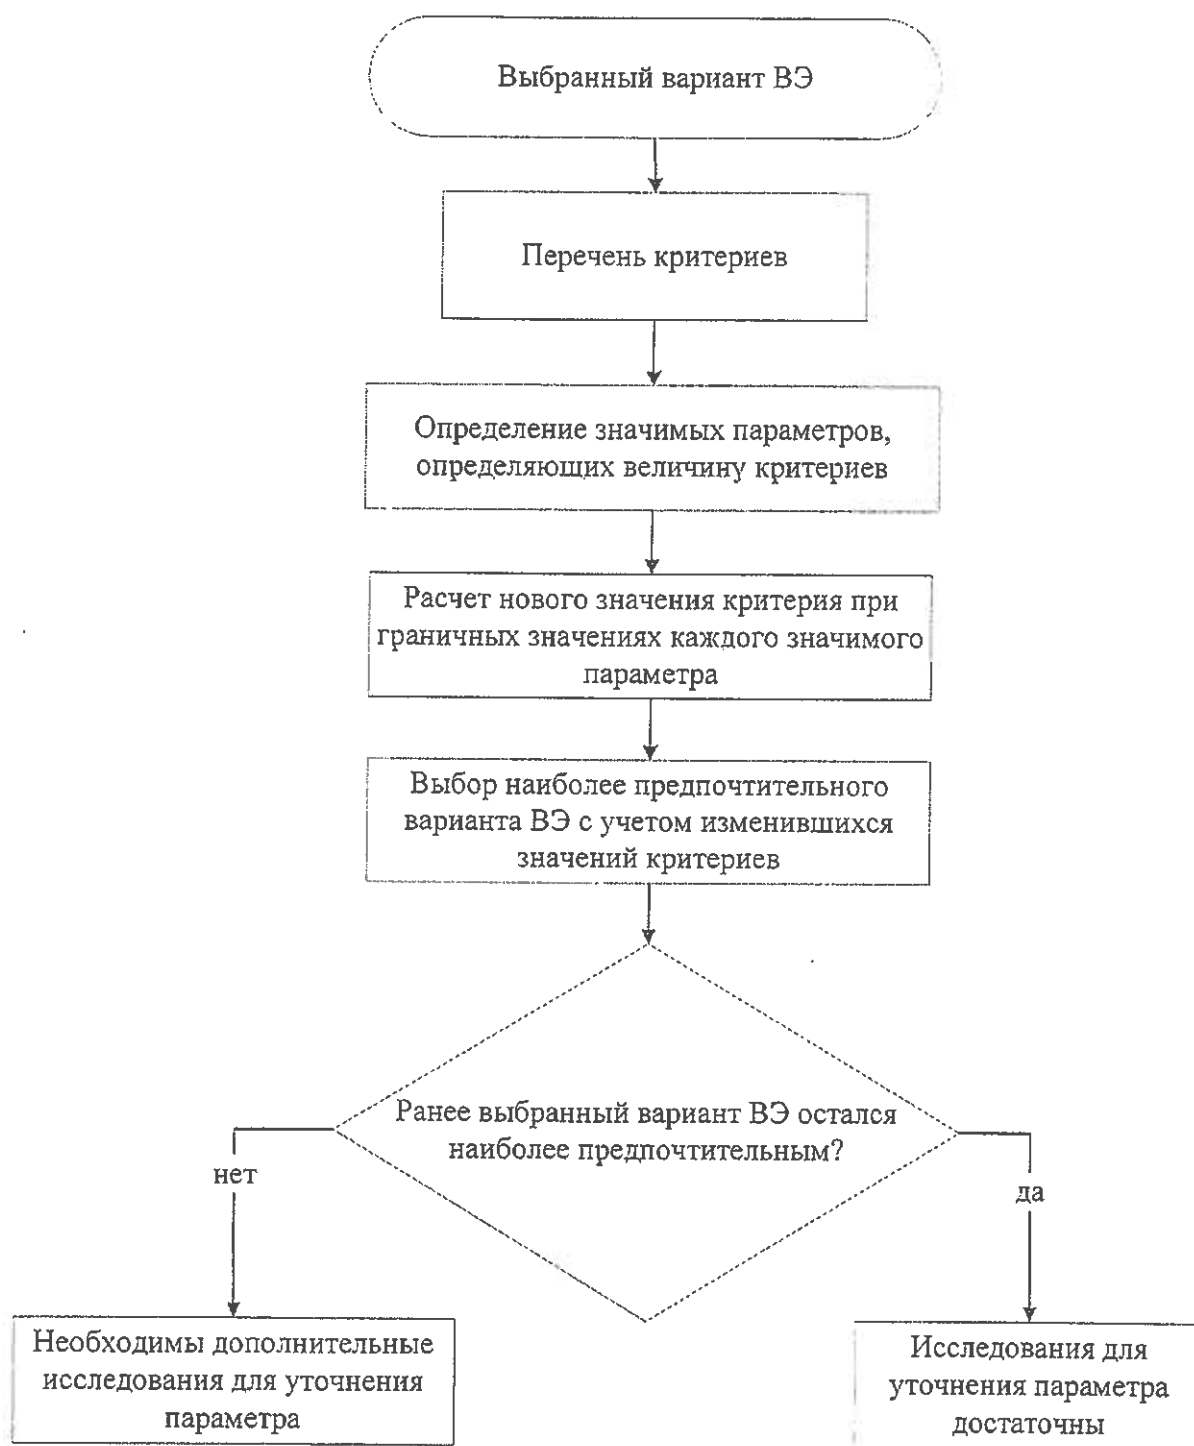 Выбранный вариант ВЭ
Перечень критериев
Определение значимых параметров,
определяющих величину критериев
Расчет нового значения критерия при
граничных значениях каждого значимого
параметра
Выбор наиболее предпочтительного
варианта ВЭ с учетом изменившихся
значений критериев
Ранее выбранный вариант ВЭ остался
наиболее предпочтительным?
нет
да
Необходимы дополнительные
исследования для уточнения
параметра
Исследования для
уточнения параметра
достаточны